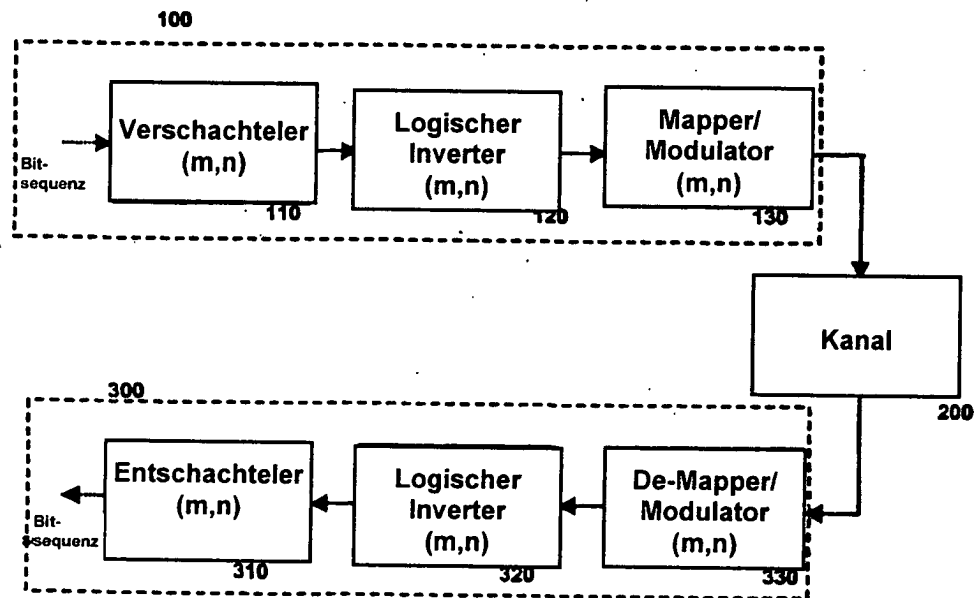 100
Bit-
sequenz
Verschachteler
(m,n)
110
Logischer
Inverter
(m,n)
120
Mapper/
Modulator
(m,n)
130
Kanal
200
300
Bit-
sequenz
Entschachteler
(m,n)
310
Logischer
Inverter
(m,n)
320
De-Mapper/
Modulator
(m,n)
330